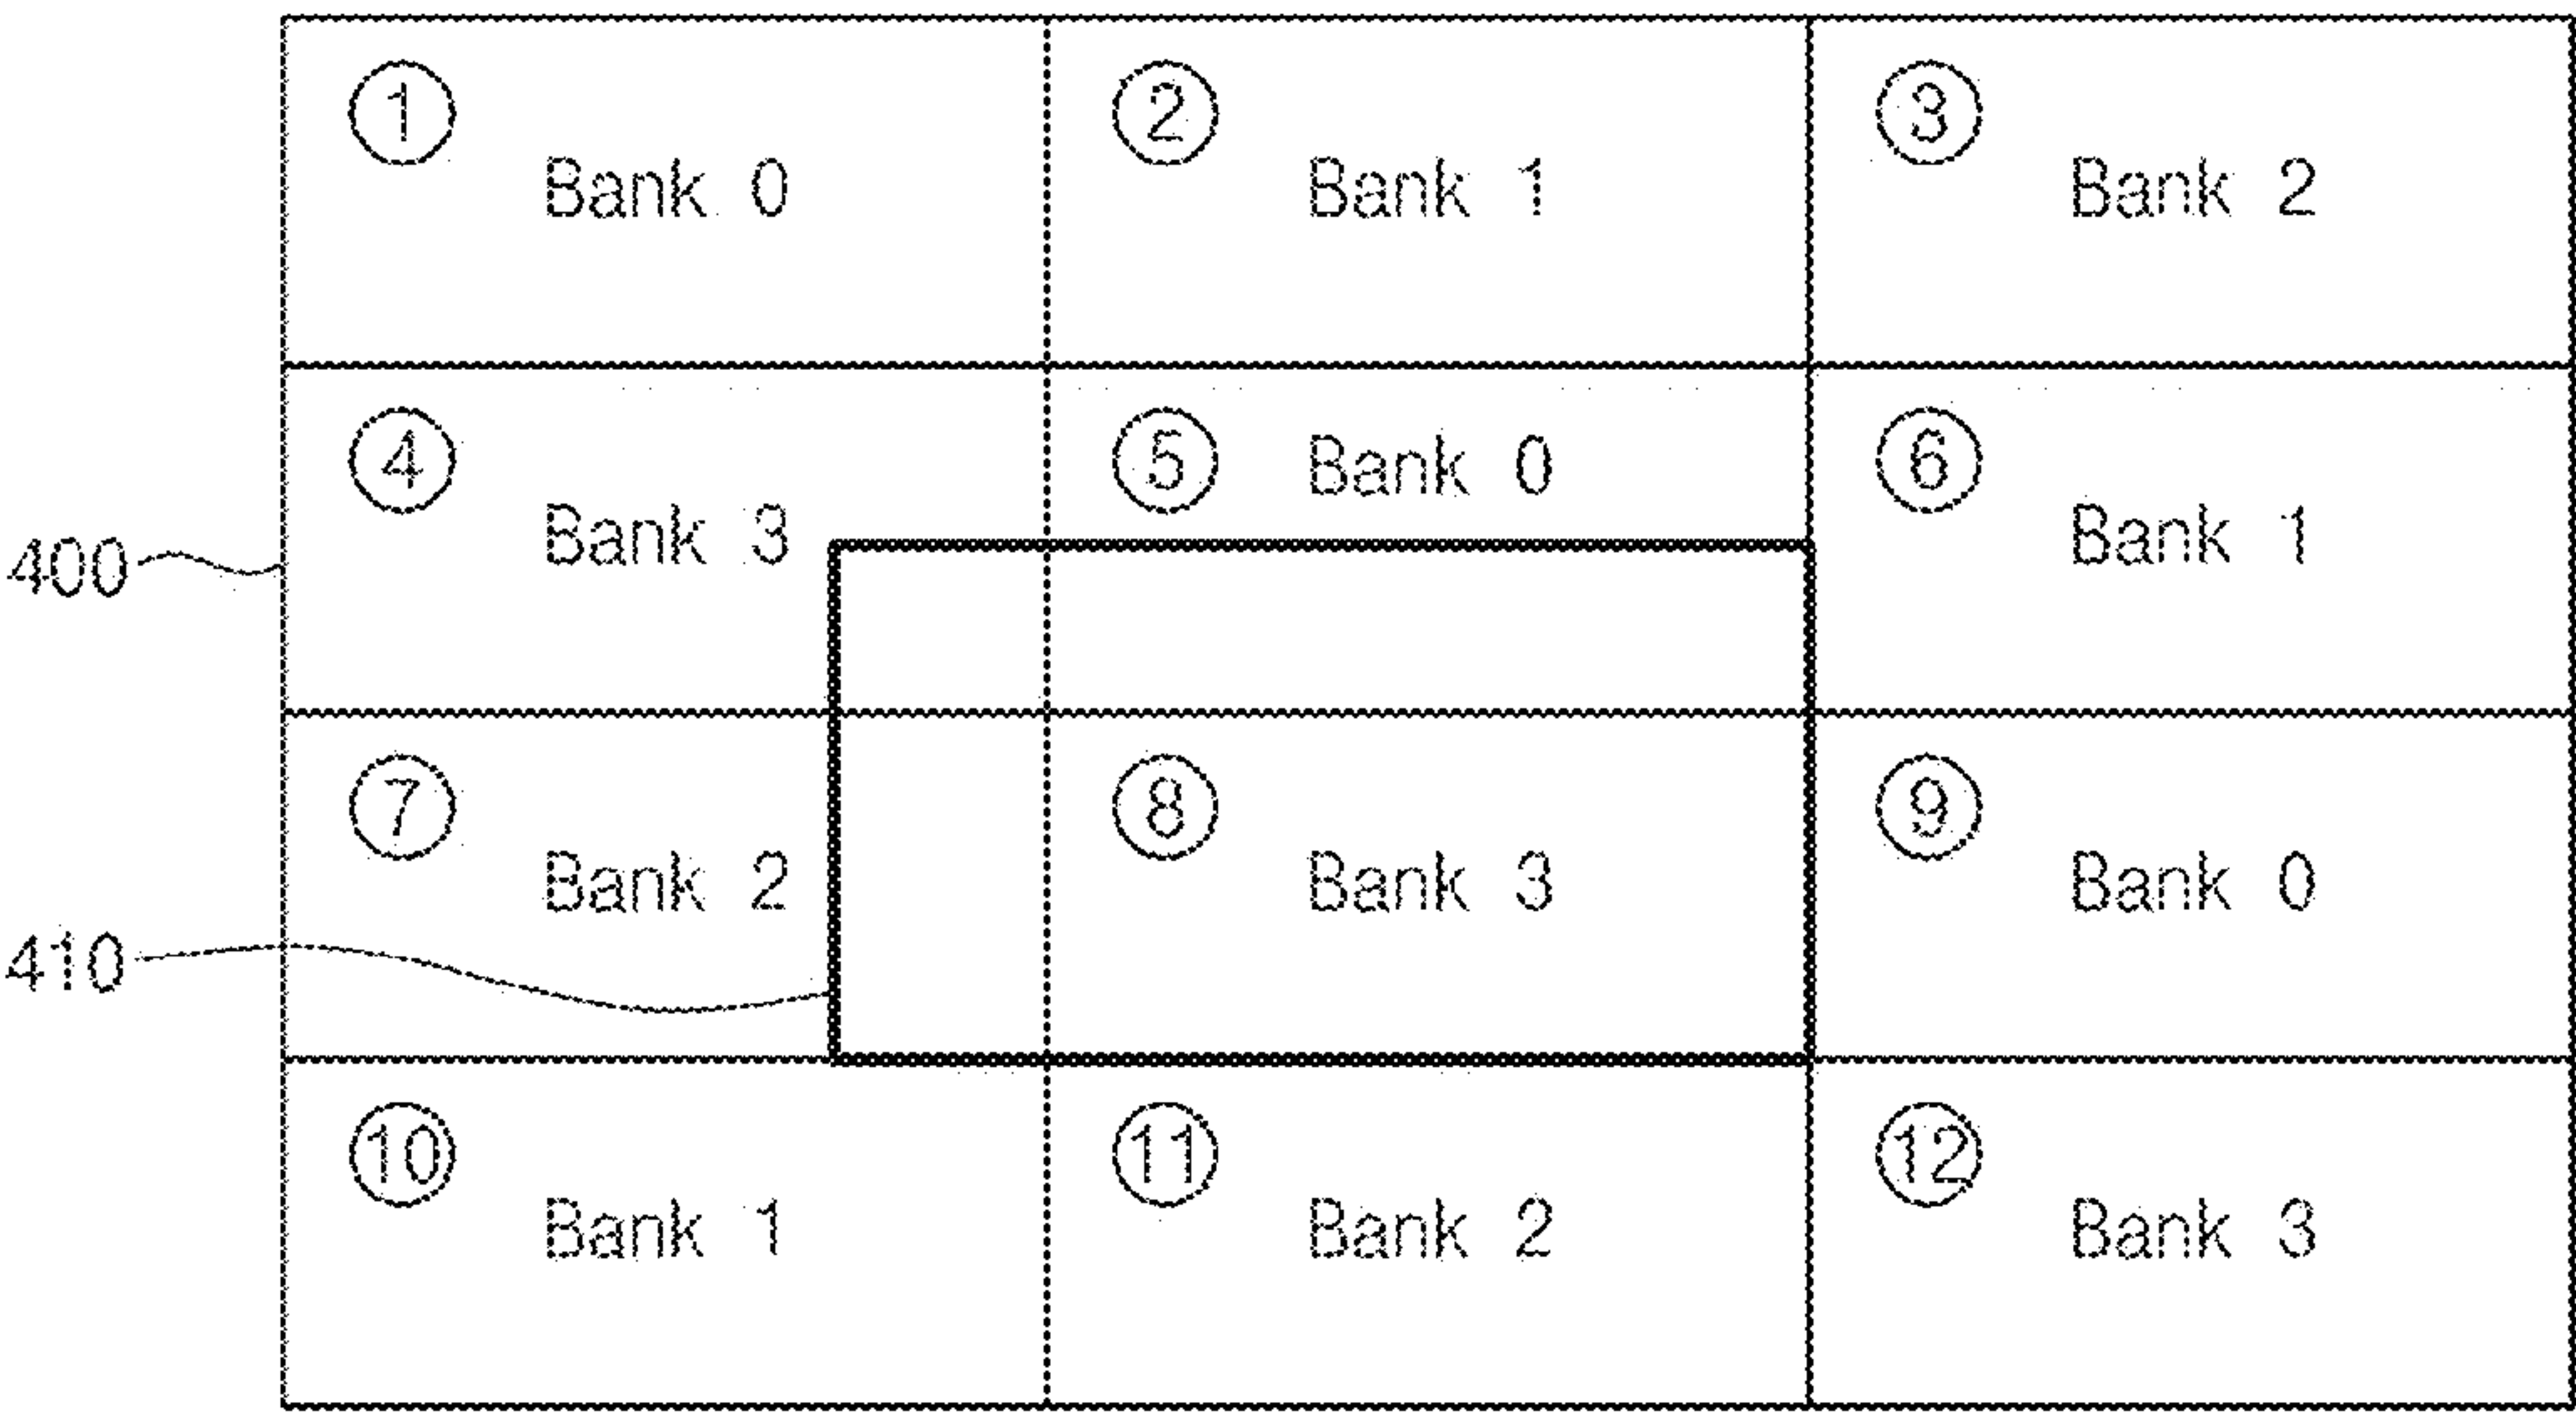 ① ② ③
Bank 0 Bank 1 Bank 2
④ ⑤ Bank 0 ⑥
400 Bank 3 Bank 1
⑦ ⑧ ⑨
Bank 2 Bank 3 Bank 0
410
⑩ ⑪ ⑫
Bank 1 Bank 2 Bank 3